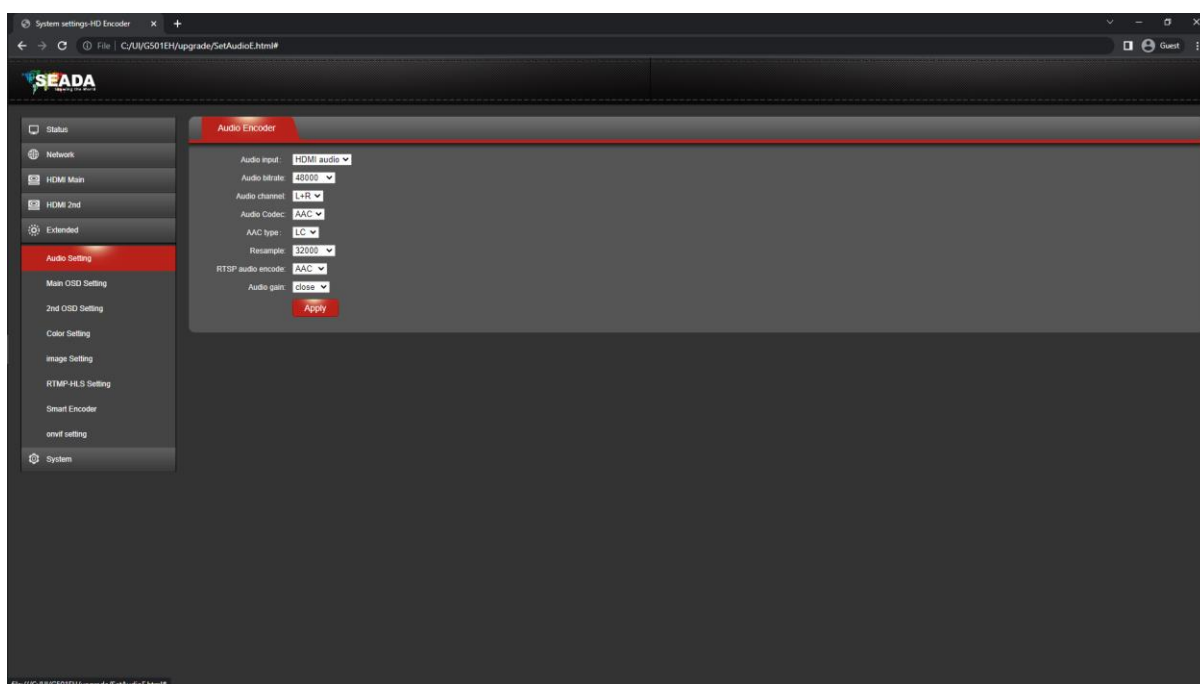 System settings-HD Encoder
File | C:/UI/G501EH/upgrade/SetAudioE.html#
Guest
SEADA
Status
Network
HDMI Main
HDMI 2nd
Extended
Audio Setting
Main OSD Setting
2nd OSD Setting
Color Setting
image Setting
RTMP-HLS Setting
Smart Encoder
onvif setting
System
Audio Encoder
Audio input: HDMI audio
Audio bitrate: 48000
Audio channel: L+R
Audio Codec: AAC
AAC type: LC
Resample: 32000
RTSP audio encode: AAC
Audio gain: close
Apply